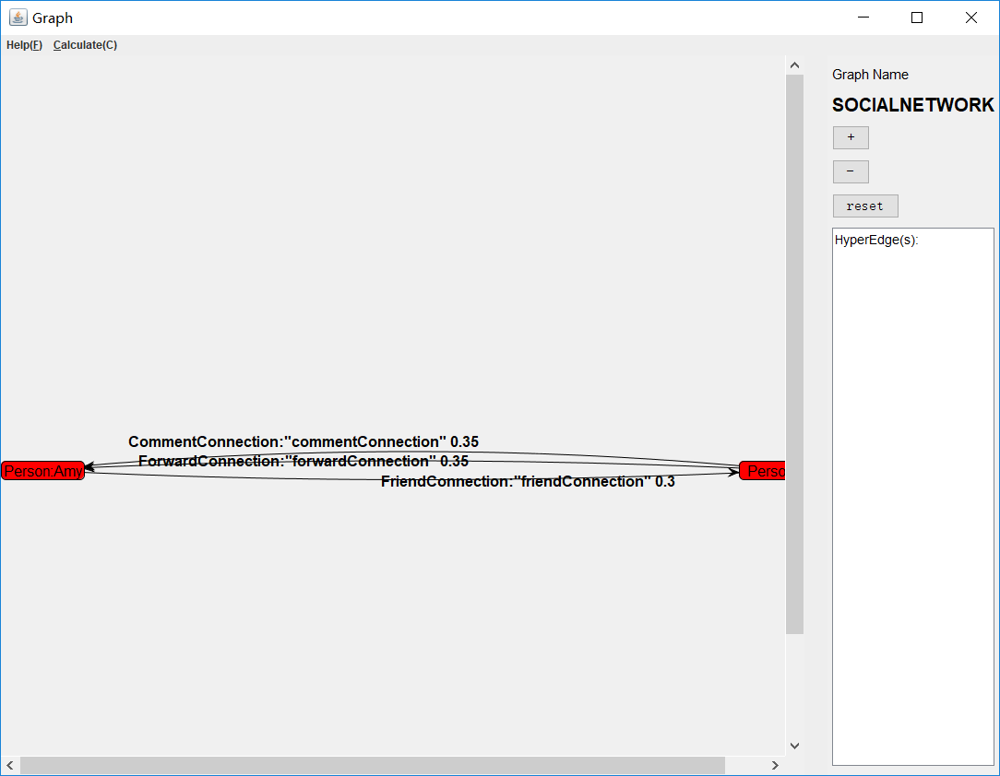 Graph
Help(F) Calculate(C)
Graph Name
SOCIALNETWORK
+
−
reset
HyperEdge(s):
CommentConnection:"commentConnection" 0.35
ForwardConnection:"forwardConnection" 0.35
Person:Amy
Perso
FriendConnection:"friendConnection" 0.3